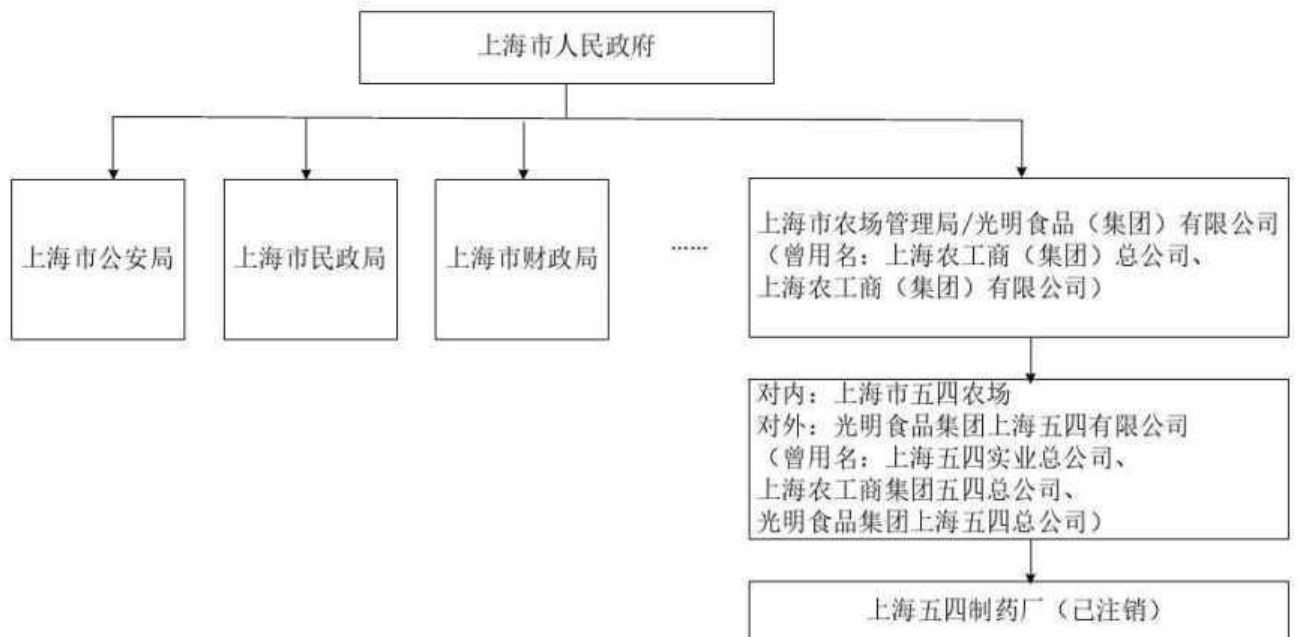 上海市人民政府
上海市公安局
上海市民政局
上海市财政局
......
上海市农场管理局/光明食品（集团）有限公司
（曾用名：上海农工商（集团）总公司、
上海农工商（集团）有限公司）
对内：上海市五四农场
对外：光明食品集团上海五四有限公司
（曾用名：上海五四实业总公司、
上海农工商集团五四总公司、
光明食品集团上海五四总公司）
上海五四制药厂（已注销）